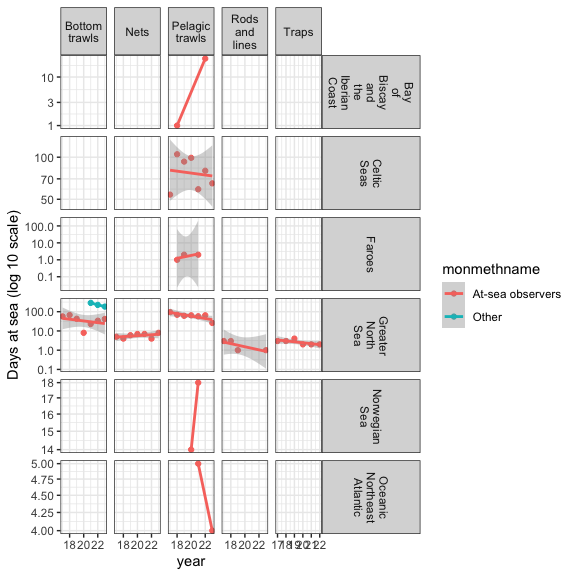 Bottom
trawls
Nets
Pelagic
trawls
Rods
and
lines
Traps
10
3
1
Bay
of
Biscay
and
the
Iberian
Coast
100
70
50
Celtic
Seas
100.0
10.0
1.0
0.1
Faroes
100.0
10.0
1.0
0.1
Greater
North
Sea
18
17
16
15
14
Norwegian
Sea
5.00
4.75
4.50
4.25
4.00
Oceanic
Northeast
Atlantic
182022 182022 182022 182022 171819202122
year
Days at sea (log 10 scale)
monmethname
At-sea observers
Other